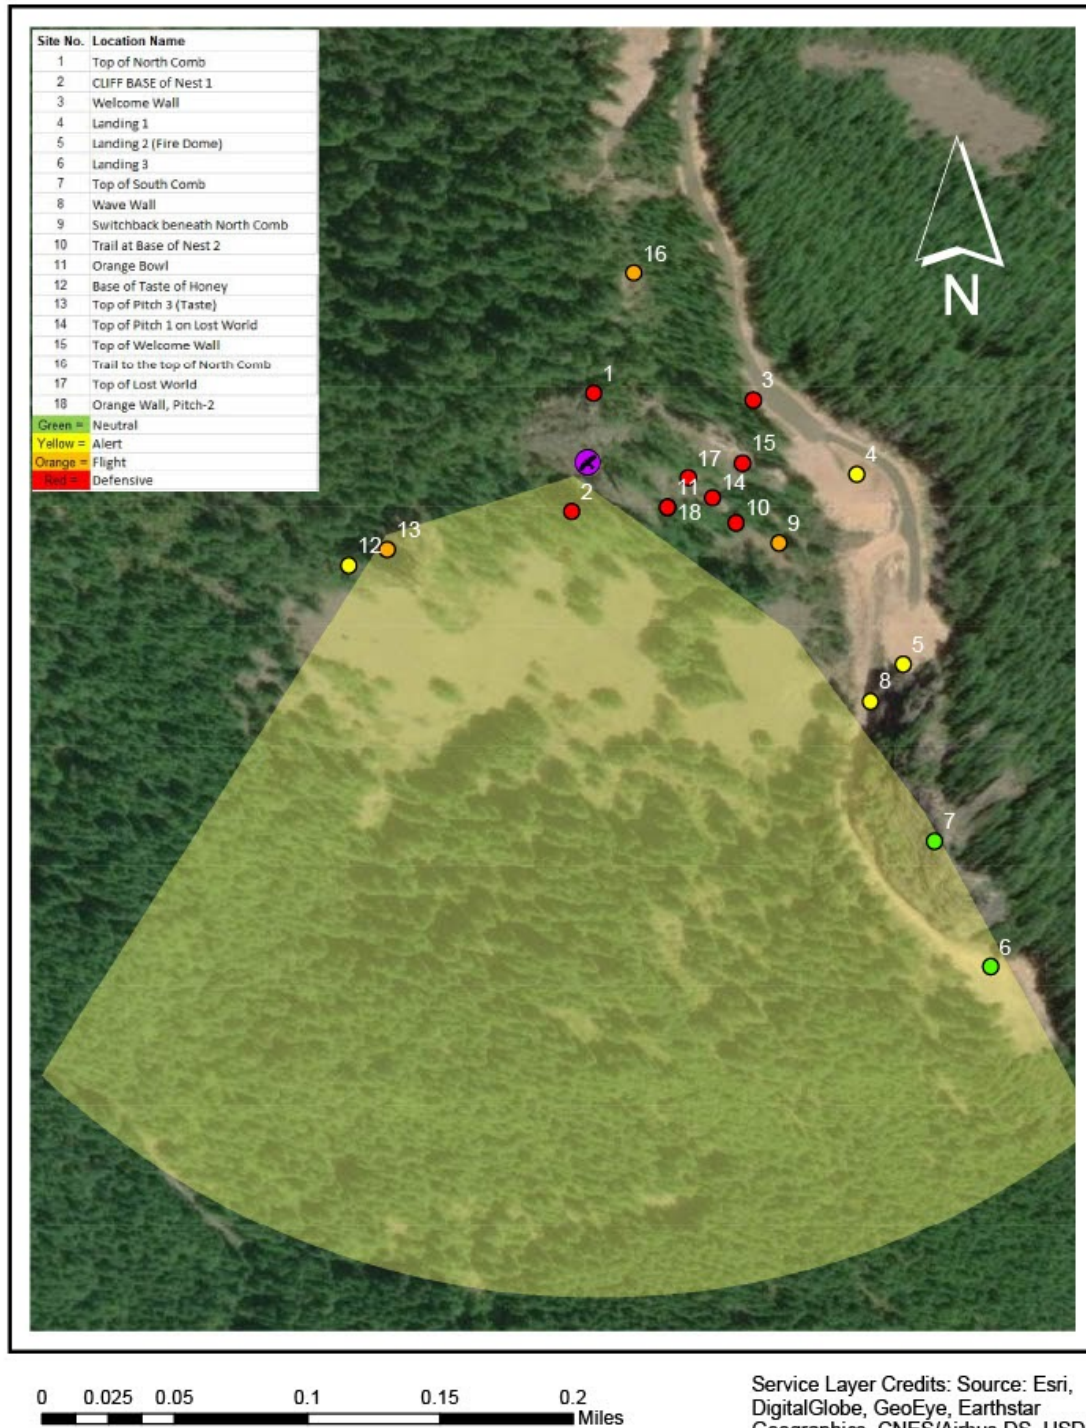 Site No. Location Name
1 Top of North Comb
2 CLIFF BASE of Nest 1
3 Welcome Wall
4 Landing 1
5 Landing 2 (Fire Dome)
6 Landing 3
7 Top of South Comb
8 Wave Wall
9 Switchback beneath North Comb
10 Trail at Base of Nest 2
11 Orange Bowl
12 Base of Taste of Honey
13 Top of Pitch 3 (Taste)
14 Top of Pitch 1 on Lost World
15 Top of Welcome Wall
16 Trail to the top of North Comb
17 Top of Lost World
18 Orange Wall, Pitch-2
Green = Neutral
Yellow = Alert
Orange = Flight
Red = Defensive
16
N
1
3
15
4
17
2
11
14
18
10
9
12
13
5
8
7
6
0 0.025 0.05 0.1 0.15 0.2
Miles
Service Layer Credits: Source: Esri,
DigitalGlobe, GeoEye, Earthstar
Geographics, CNES/Airbus DS, USD